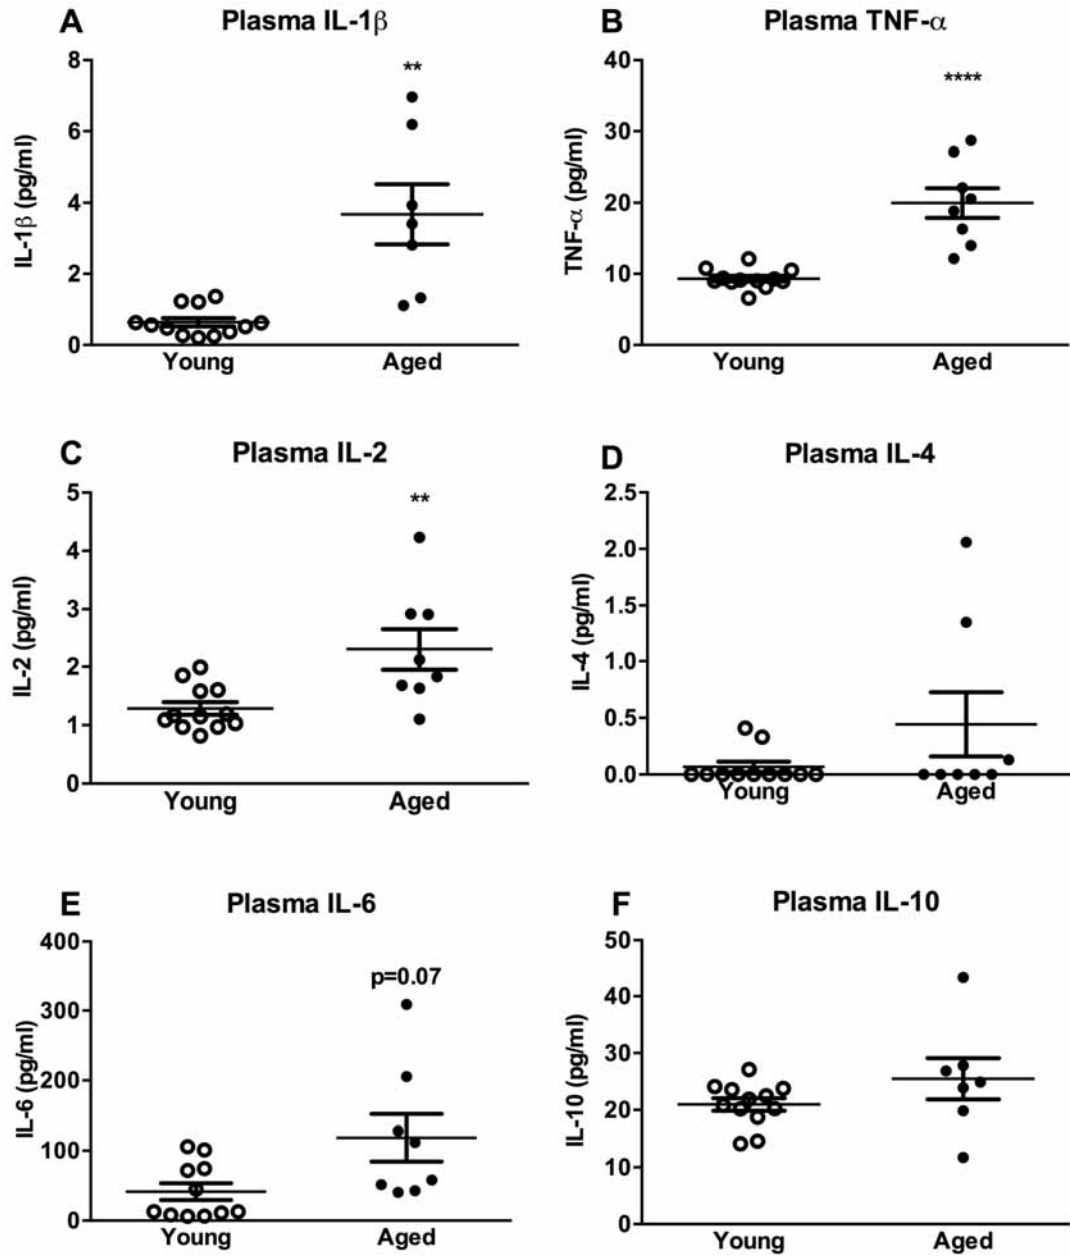 A Plasma IL-1β
IL-1β (pg/ml)
8
6
4
2
0
**
Young Aged
B Plasma TNF-α
TNF-α (pg/ml)
40
30
20
10
0
****
Young Aged
C Plasma IL-2
IL-2 (pg/ml)
5
4
3
2
1
0
**
Young Aged
D Plasma IL-4
IL-4 (pg/ml)
2.5
2.0
1.5
1.0
0.5
0.0
Young Aged
E Plasma IL-6
IL-6 (pg/ml)
400
300
200
100
0
p=0.07
Young Aged
F Plasma IL-10
IL-10 (pg/ml)
50
40
30
20
10
0
Young Aged